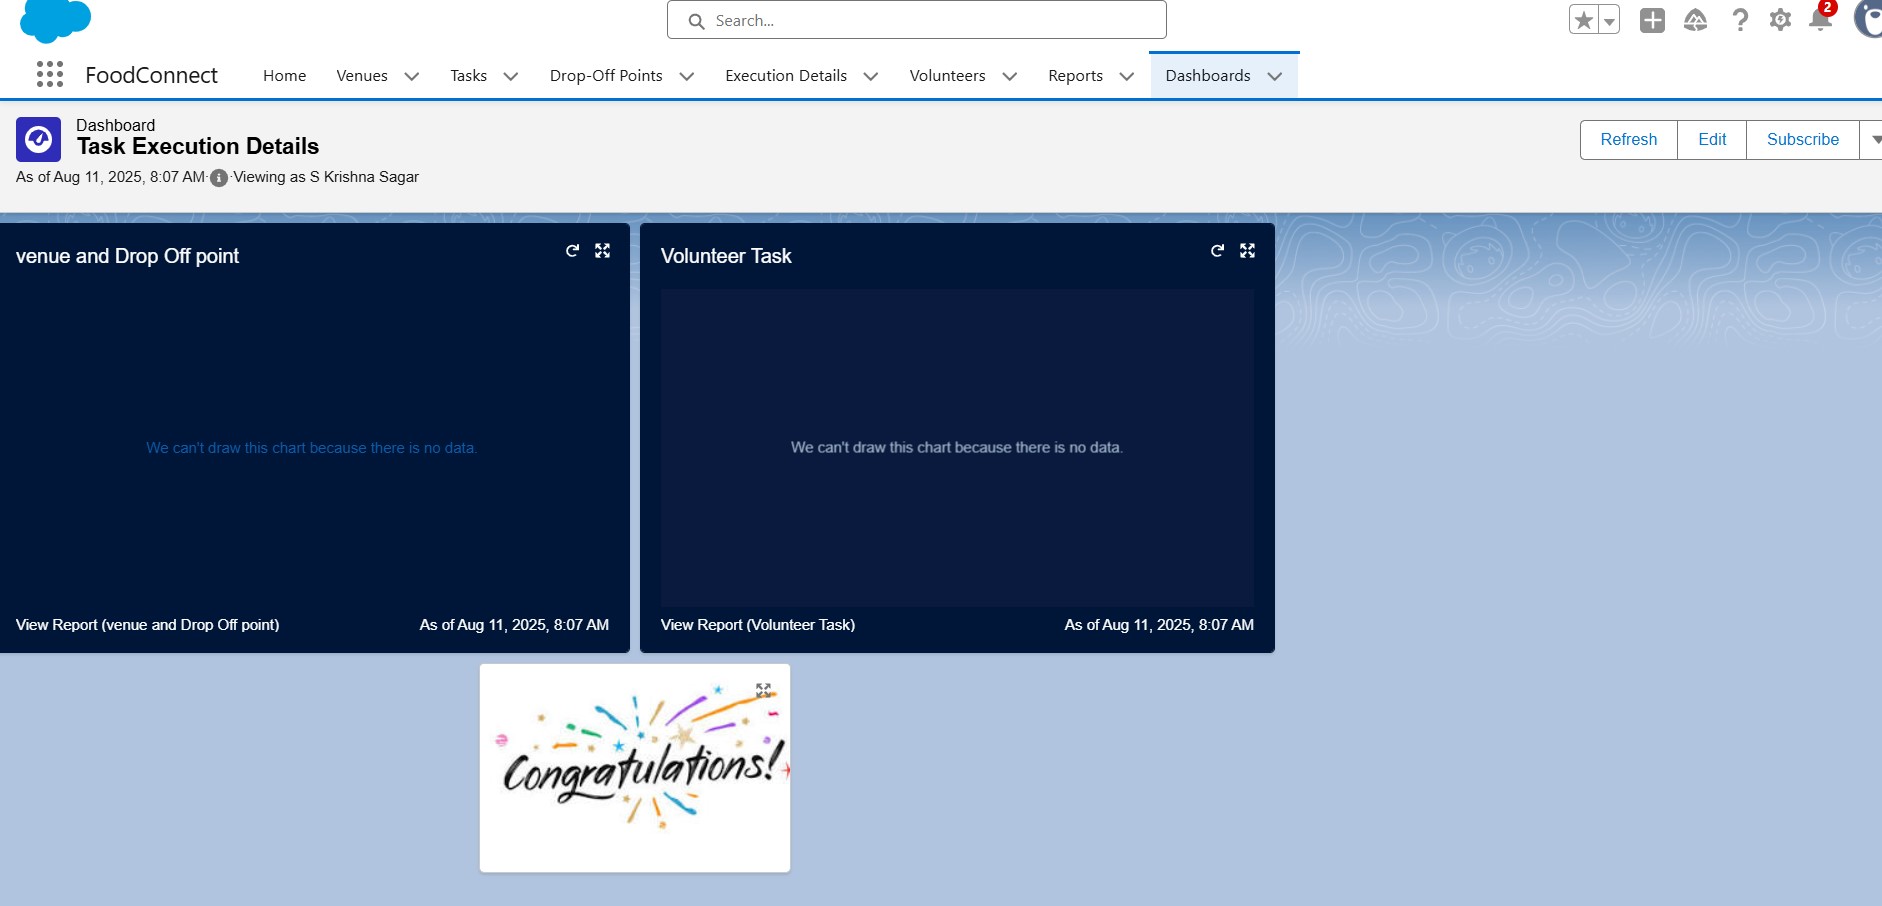 Search...
2
FoodConnect
Home
Venues
Tasks
Drop-Off Points
Execution Details
Volunteers
Reports
Dashboards
Dashboard
Task Execution Details
As of Aug 11, 2025, 8:07 AM·Viewing as S Krishna Sagar
Refresh
Edit
Subscribe
venue and Drop Off point
We can't draw this chart because there is no data.
View Report (venue and Drop Off point)
As of Aug 11, 2025, 8:07 AM
Volunteer Task
We can't draw this chart because there is no data.
View Report (Volunteer Task)
As of Aug 11, 2025, 8:07 AM
Congratulations!